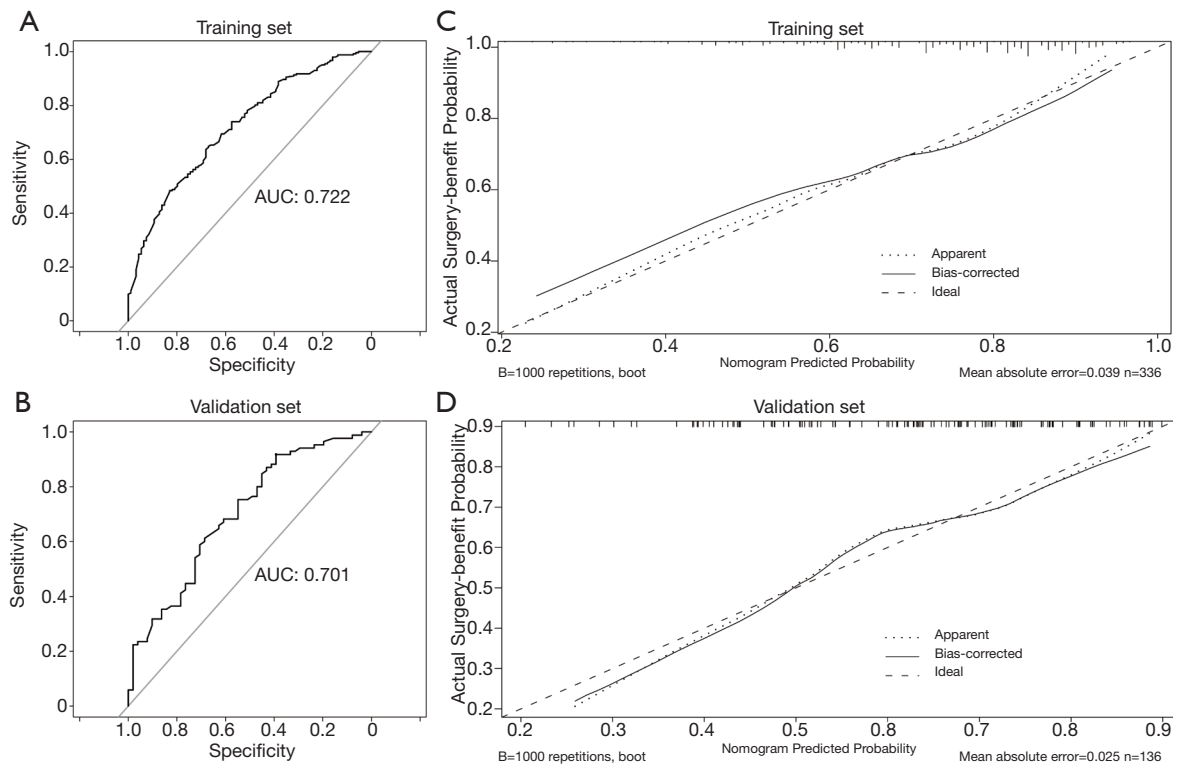 A
Training set
1.0
0.8
0.6
0.4
0.2
0
Sensitivity
AUC: 0.722
1.0 0.8 0.6 0.4 0.2 0
Specificity
C
Training set
1.0
0.8
0.6
0.4
0.2
Actual Surgery-benefit Probability
Apparent
Bias-corrected
Ideal
0.2 0.4 0.6 0.8 1.0
Nomogram Predicted Probability
B=1000 repetitions, boot
Mean absolute error=0.039 n=336
B
Validation set
1.0
0.8
0.6
0.4
0.2
0
Sensitivity
AUC: 0.701
1.0 0.8 0.6 0.4 0.2 0
Specificity
D
Validation set
0.9
0.8
0.7
0.6
0.5
0.4
0.3
0.2
Actual Surgery-benefit Probability
Apparent
Bias-corrected
Ideal
0.2 0.3 0.4 0.5 0.6 0.7 0.8 0.9
Nomogram Predicted Probability
B=1000 repetitions, boot
Mean absolute error=0.025 n=136